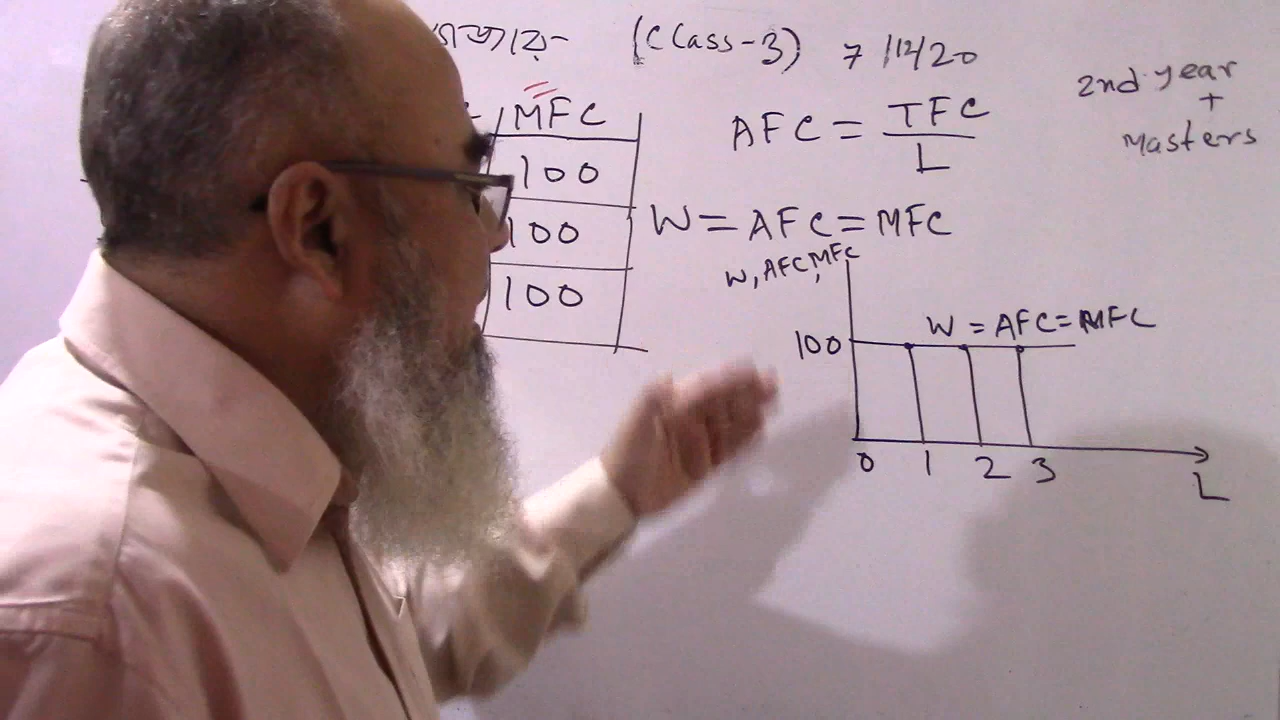 (Class-3) 7/12/20
2nd year
+
Masters
MFC
100
100
100
AFC = TFC
L
W = AFC = MFC
W, AFC, MFC
100
W = AFC = MFC
0 1 2 3
L